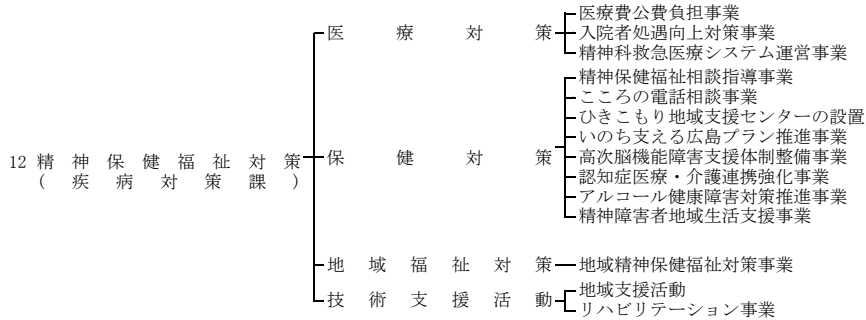 医療費公費負担事業
医療対策
入院者処遇向上対策事業
精神科救急医療システム運営事業
精神保健福祉相談指導事業
こころの電話相談事業
ひきこもり地域支援センターの設置
いのち支える広島プラン推進事業
12 精神保健福祉対策
(疾病対策課)
保健対策
高次脳機能障害支援体制整備事業
認知症医療・介護連携強化事業
アルコール健康障害対策推進事業
精神障害者地域生活支援事業
地域福祉対策
地域精神保健福祉対策事業
技術支援活動
地域支援活動
リハビリテーション事業